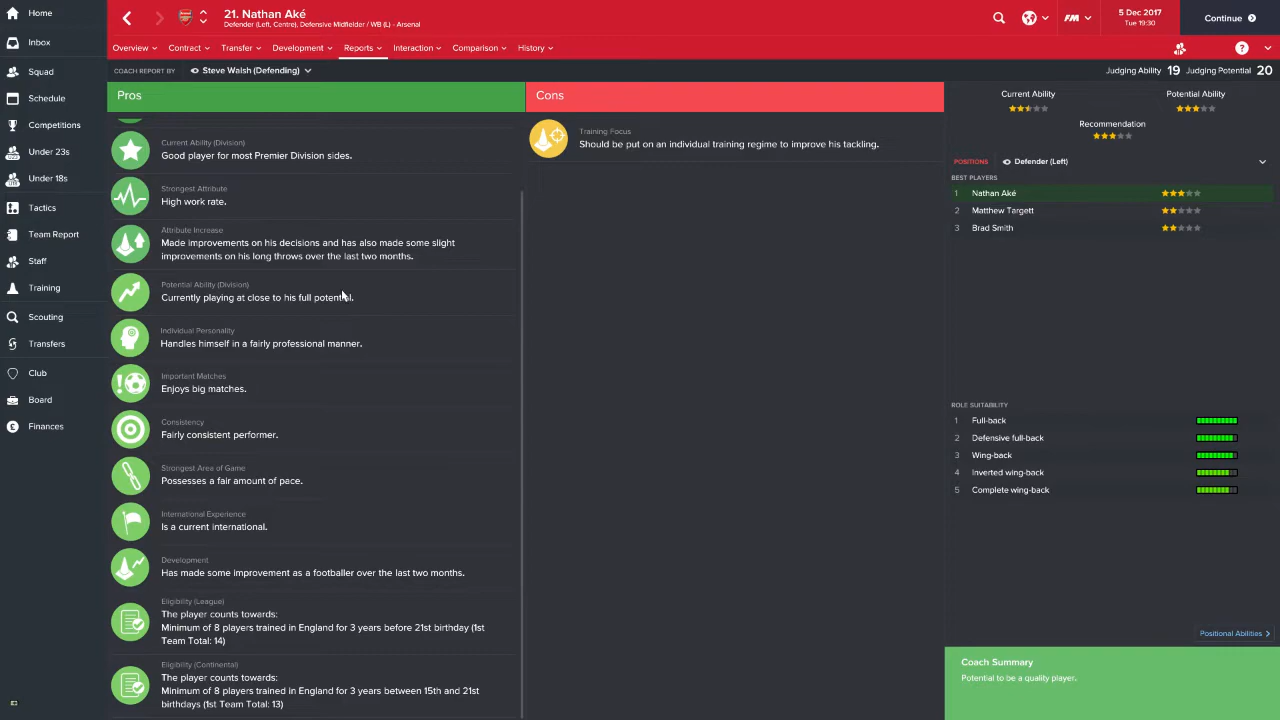 Home
21. Nathan Aké
Defender (Left, Centre), Defensive Midfielder / WB (L) - Arsenal
FM
5 Dec 2017
Tue 19:30
Continue
Inbox
Overview
Contract
Transfer
Development
Reports
Interaction
Comparison
History
?
Squad
Schedule
Competitions
Under 23s
Under 18s
Tactics
Team Report
Staff
Training
Scouting
Transfers
Club
Board
Finances
COACH REPORT BY
Steve Walsh (Defending)
Judging Ability 19 Judging Potential 20
Pros
Current Ability (Division)
Good player for most Premier Division sides.
Strongest Attribute
High work rate.
Attribute Increase
Made improvements on his decisions and has also made some slight
improvements on his long throws over the last two months.
Potential Ability (Division)
Currently playing at close to his full potential.
Individual Personality
Handles himself in a fairly professional manner.
Important Matches
Enjoys big matches.
Consistency
Fairly consistent performer.
Strongest Area of Game
Possesses a fair amount of pace.
International Experience
Is a current international.
Development
Has made some improvement as a footballer over the last two months.
Eligibility (League)
The player counts towards:
Minimum of 8 players trained in England for 3 years before 21st birthday (1st
Team Total: 14)
Eligibility (Continental)
The player counts towards:
Minimum of 8 players trained in England for 3 years between 15th and 21st
birthdays (1st Team Total: 13)
Cons
Training Focus
Should be put on an individual training regime to improve his tackling.
Current Ability
Potential Ability
Recommendation
POSITIONS
Defender (Left)
BEST PLAYERS
1 Nathan Aké
2 Matthew Targett
3 Brad Smith
ROLE SUITABILITY
1 Full-back
2 Defensive full-back
3 Wing-back
4 Inverted wing-back
5 Complete wing-back
Positional Abilities
Coach Summary
Potential to be a quality player.